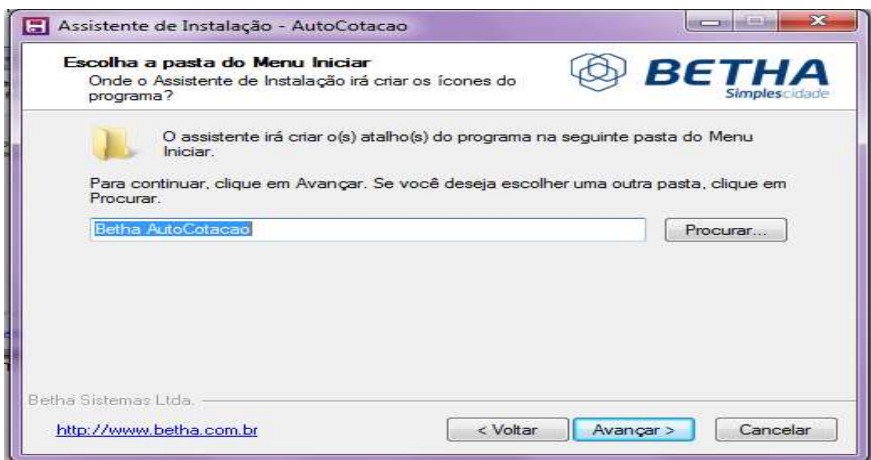 Assistente de Instalação - AutoCotacao
Escolha a pasta do Menu Iniciar
Onde o Assistente de Instalação irá criar os ícones do
programa?
BETHA
Simplescidade
O assistente irá criar o(s) atalho(s) do programa na seguinte pasta do Menu
Iniciar.
Para continuar, clique em Avançar. Se você deseja escolher uma outra pasta, clique em
Procurar.
Betha AutoCotacao
Procurar...
Betha Sistemas Ltda.
http://www.betha.com.br
< Voltar
Avançar >
Cancelar